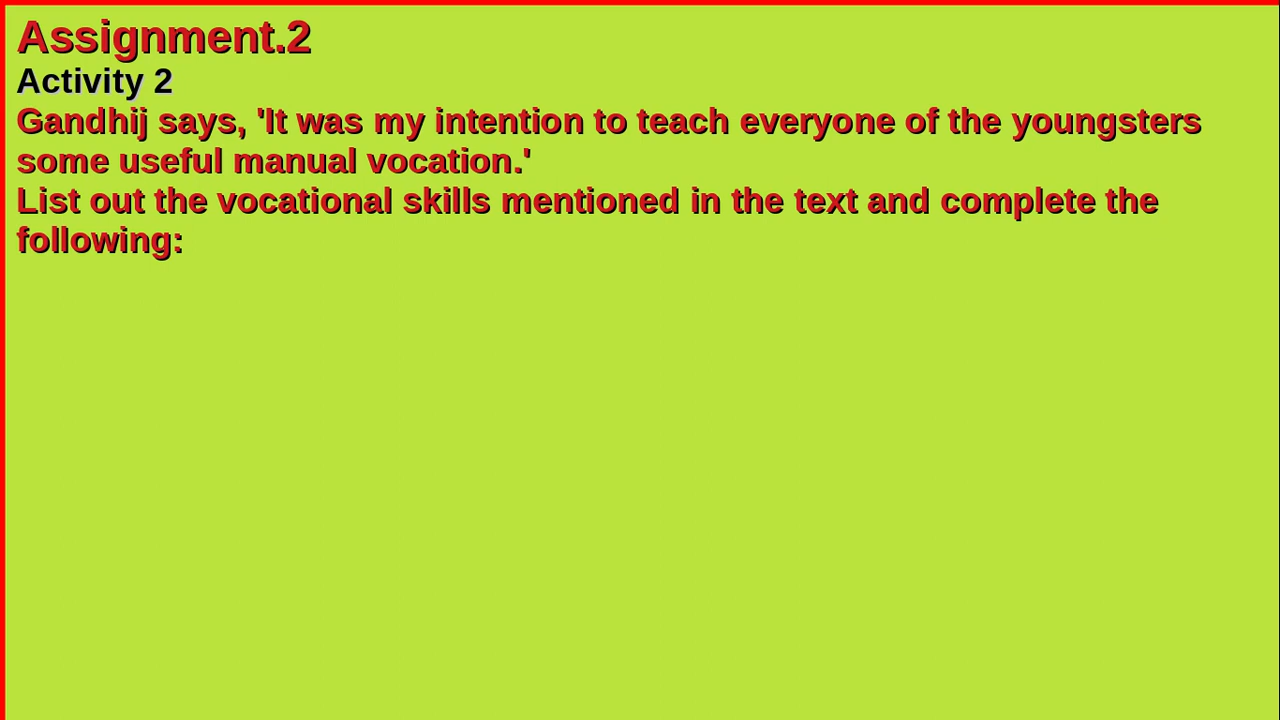 Assignment.2
Activity 2
Gandhij says, 'It was my intention to teach everyone of the youngsters
some useful manual vocation.'
List out the vocational skills mentioned in the text and complete the
following: